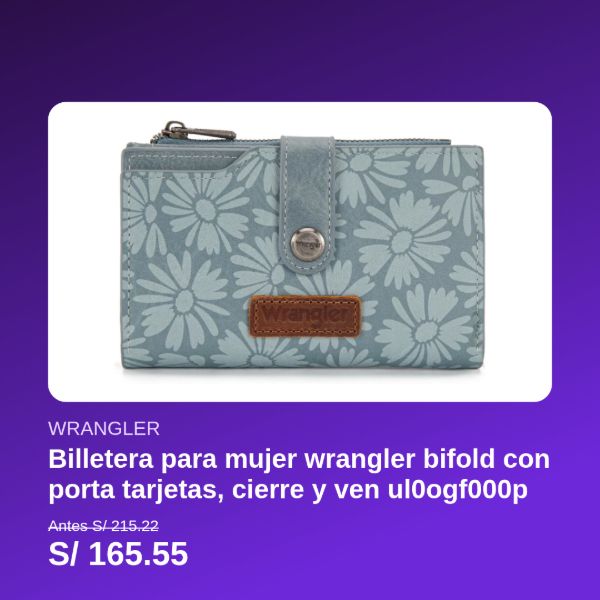 Wrangler
WRANGLER
Billetera para mujer wrangler bifold con
porta tarjetas, cierre y ven ul0ogf000p
Antes S/ 215.22
S/ 165.55